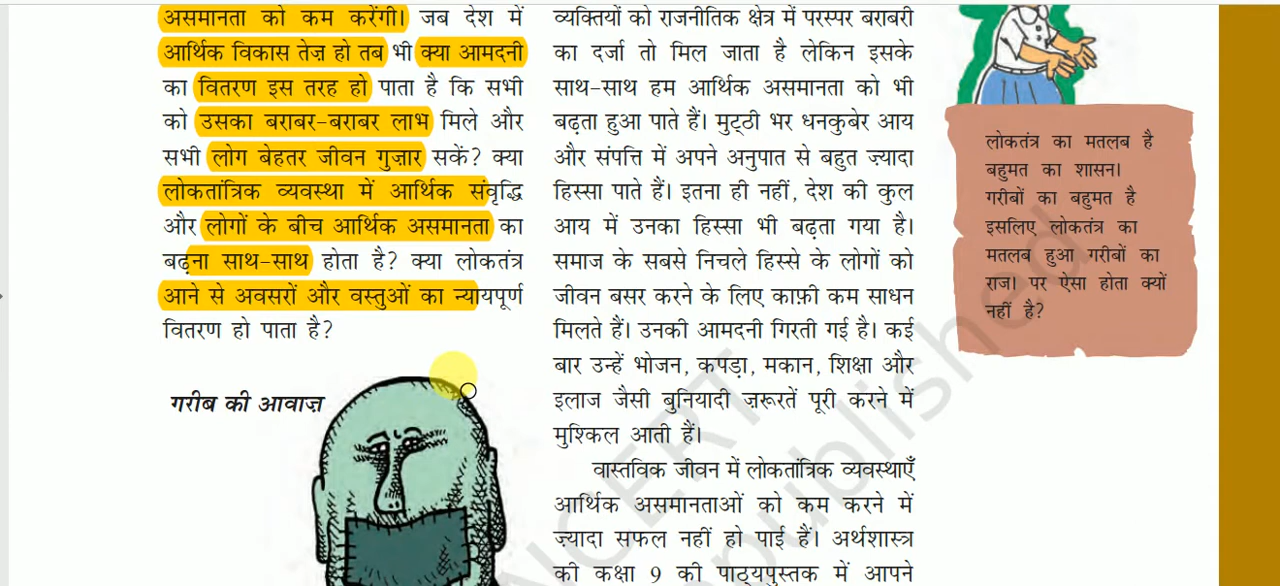 असमानता को कम करेंगी। जब देश में
आर्थिक विकास तेज़ हो तब भी क्या आमदनी
का वितरण इस तरह हो पाता है कि सभी
को उसका बराबर-बराबर लाभ मिले और
सभी लोग बेहतर जीवन गुज़ार सकें? क्या
लोकतांत्रिक व्यवस्था में आर्थिक संवृद्धि
और लोगों के बीच आर्थिक असमानता का
बढ़ना साथ-साथ होता है? क्या लोकतंत्र
आने से अवसरों और वस्तुओं का न्यायपूर्ण
वितरण हो पाता है?
गरीब की आवाज़
व्यक्तियों को राजनीतिक क्षेत्र में परस्पर बराबरी
का दर्जा तो मिल जाता है लेकिन इसके
साथ-साथ हम आर्थिक असमानता को भी
बढ़ता हुआ पाते हैं। मुट्ठी भर धनकुबेर आय
और संपत्ति में अपने अनुपात से बहुत ज़्यादा
हिस्सा पाते हैं। इतना ही नहीं, देश की कुल
आय में उनका हिस्सा भी बढ़ता गया है।
समाज के सबसे निचले हिस्से के लोगों को
जीवन बसर करने के लिए काफ़ी कम साधन
मिलते हैं। उनकी आमदनी गिरती गई है। कई
बार उन्हें भोजन, कपड़ा, मकान, शिक्षा और
इलाज जैसी बुनियादी ज़रूरतें पूरी करने में
मुश्किल आती हैं।
वास्तविक जीवन में लोकतांत्रिक व्यवस्थाएँ
आर्थिक असमानताओं को कम करने में
ज़्यादा सफल नहीं हो पाई हैं। अर्थशास्त्र
की कक्षा 9 की पाठ्यपुस्तक में आपने
लोकतंत्र का मतलब है
बहुमत का शासन।
गरीबों का बहुमत है
इसलिए लोकतंत्र का
मतलब हुआ गरीबों का
राज। पर ऐसा होता क्यों
नहीं है?
NCERT
republished